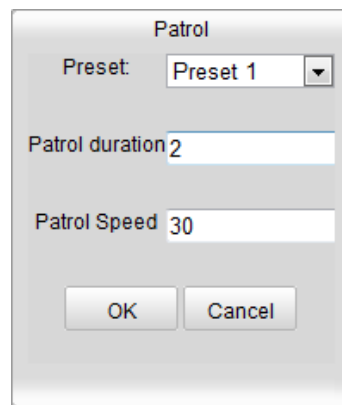 Patrol
Preset: Preset 1
Patrol duration 2
Patrol Speed 30
OK Cancel